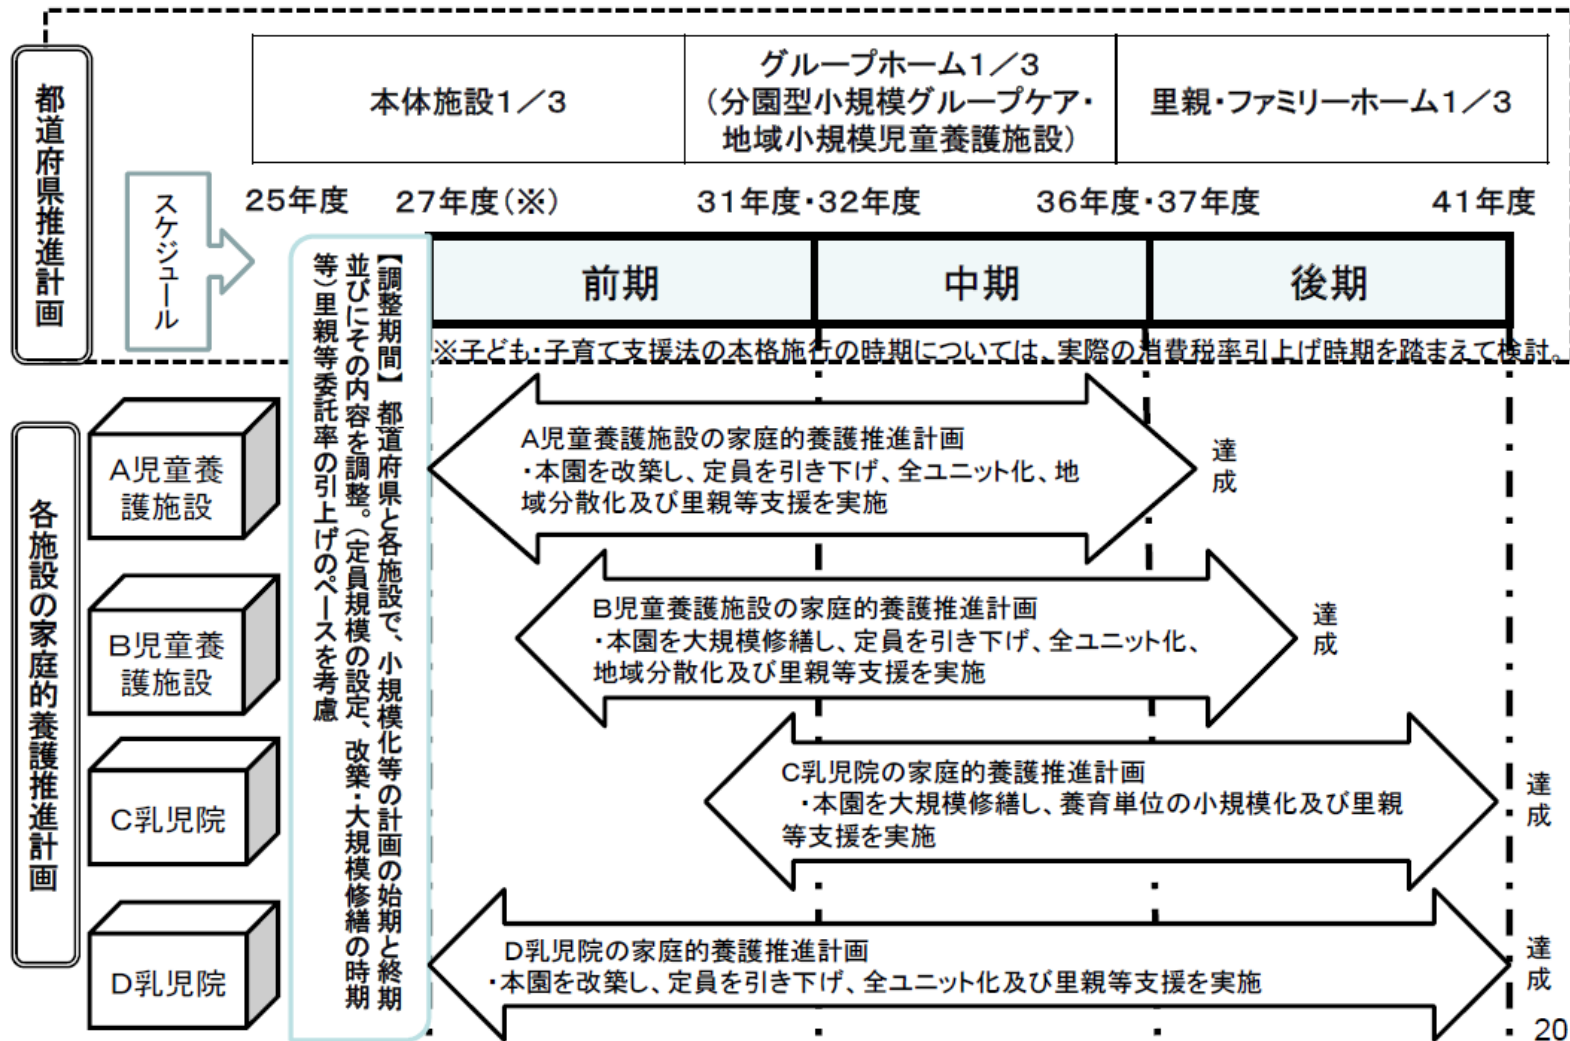 都道府県推進計画
本体施設1／3
グループホーム1／3
(分園型小規模グループケア・
地域小規模児童養護施設)
里親・ファミリーホーム1／3
スケジュール
25年度
27年度(※)
31年度・32年度
36年度・37年度
41年度
前期
中期
後期
※子ども・子育て支援法の本格施行の時期については、実際の消費税率引上げ時期を踏まえて検討。
【調整期間】都道府県と各施設で、小規模化等の計画の始期と終期
並びにその内容を調整。(定員規模の設定、改築・大規模修繕の時期
等)里親等委託率の引上げのペースを考慮
各施設の家庭的養護推進計画
A児童養
護施設
A児童養護施設の家庭的養護推進計画
・本園を改築し、定員を引き下げ、全ユニット化、地
域分散化及び里親等支援を実施
達成
B児童養
護施設
B児童養護施設の家庭的養護推進計画
・本園を大規模修繕し、定員を引き下げ、全ユニット化、
地域分散化及び里親等支援を実施
達成
C乳児院
C乳児院の家庭的養護推進計画
・本園を大規模修繕し、養育単位の小規模化及び里親
等支援を実施
達成
D乳児院
D乳児院の家庭的養護推進計画
・本園を改築し、定員を引き下げ、全ユニット化及び里親等支援を実施
達成
20